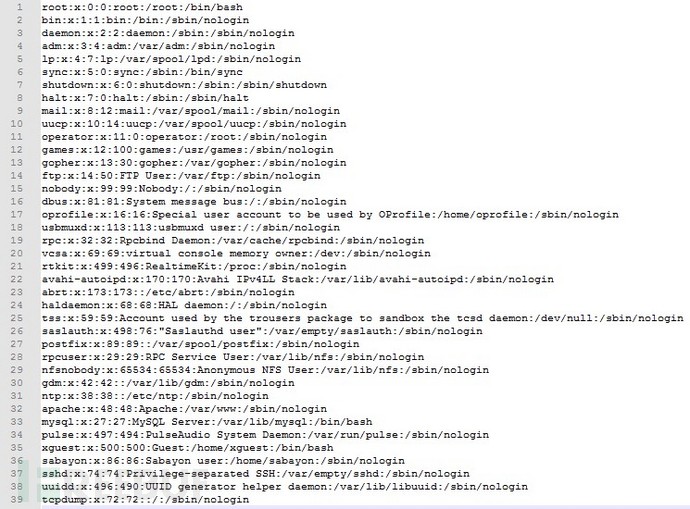 1 root:x:0:0:root:/root:/bin/bash
2 bin:x:1:1:bin:/bin:/sbin/nologin
3 daemon:x:2:2:daemon:/sbin:/sbin/nologin
4 adm:x:3:4:adm:/var/adm:/sbin/nologin
5 lp:x:4:7:lp:/var/spool/lpd:/sbin/nologin
6 sync:x:5:0:sync:/sbin:/bin/sync
7 shutdown:x:6:0:shutdown:/sbin:/sbin/shutdown
8 halt:x:7:0:halt:/sbin:/sbin/halt
9 mail:x:8:12:mail:/var/spool/mail:/sbin/nologin
10 uucp:x:10:14:uucp:/var/spool/uucp:/sbin/nologin
11 operator:x:11:0:operator:/root:/sbin/nologin
12 games:x:12:100:games:/usr/games:/sbin/nologin
13 gopher:x:13:30:gopher:/var/gopher:/sbin/nologin
14 ftp:x:14:50:FTP User:/var/ftp:/sbin/nologin
15 nobody:x:99:99:Nobody:/:/sbin/nologin
16 dbus:x:81:81:System message bus:/:/sbin/nologin
17 oprofile:x:16:16:Special user account to be used by OProfile:/home/oprofile:/sbin/nologin
18 usbmuxd:x:113:113:usbmuxd user:/:/sbin/nologin
19 rpc:x:32:32:Rpcbind Daemon:/var/cache/rpcbind:/sbin/nologin
20 vcsa:x:69:69:virtual console memory owner:/dev:/sbin/nologin
21 rtkit:x:499:496:RealtimeKit:/proc:/sbin/nologin
22 avahi-autoipd:x:170:170:Avahi IPv4LL Stack:/var/lib/avahi-autoipd:/sbin/nologin
23 abrt:x:173:173::/etc/abrt:/sbin/nologin
24 haldaemon:x:68:68:HAL daemon:/:/sbin/nologin
25 tss:x:59:59:Account used by the trousers package to sandbox the tcsd daemon:/dev/null:/sbin/nologin
26 saslauth:x:498:76:"Saslauthd user":/var/empty/saslauth:/sbin/nologin
27 postfix:x:89:89::/var/spool/postfix:/sbin/nologin
28 rpcuser:x:29:29:RPC Service User:/var/lib/nfs:/sbin/nologin
29 nfsnobody:x:65534:65534:Anonymous NFS User:/var/lib/nfs:/sbin/nologin
30 gdm:x:42:42::/var/lib/gdm:/sbin/nologin
31 ntp:x:38:38::/etc/ntp:/sbin/nologin
32 apache:x:48:48:Apache:/var/www:/sbin/nologin
33 mysql:x:27:27:MySQL Server:/var/lib/mysql:/bin/bash
34 pulse:x:497:494:PulseAudio System Daemon:/var/run/pulse:/sbin/nologin
35 xguest:x:500:500:Guest:/home/xguest:/bin/bash
36 sabayon:x:86:86:Sabayon user:/home/sabayon:/sbin/nologin
37 sshd:x:74:74:Privilege-separated SSH:/var/empty/sshd:/sbin/nologin
38 uuidd:x:496:490:UUID generator helper daemon:/var/lib/libuuid:/sbin/nologin
39 tcpdump:x:72:72::/:/sbin/nologin